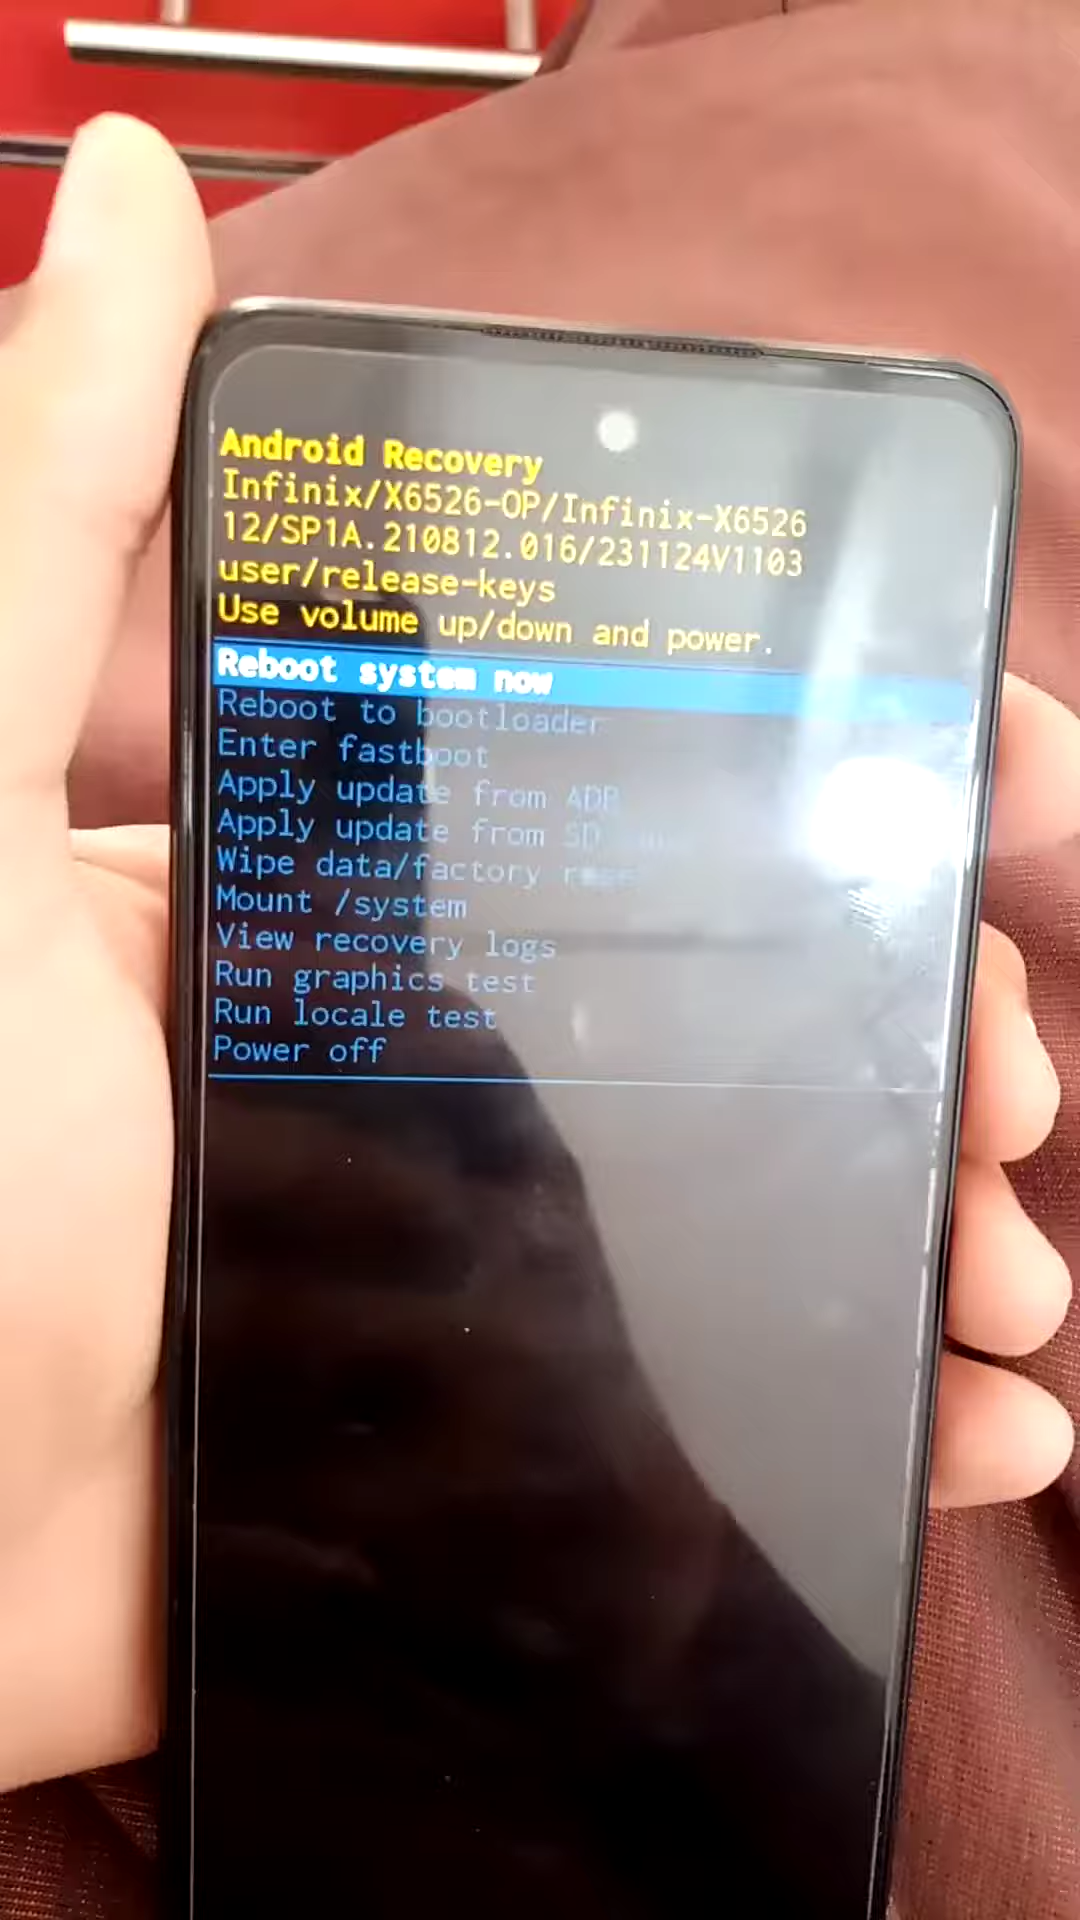 Android Recovery
Infinix/X6526-OP/Infinix-X6526
12/SP1A.210812.016/231124V1103
user/release-keys
Use volume up/down and power.
Reboot system now
Reboot to bootloader
Enter fastboot
Apply update from ADB
Apply update from SD
Wipe data/factory reset
Mount /system
View recovery logs
Run graphics test
Run locale test
Power off